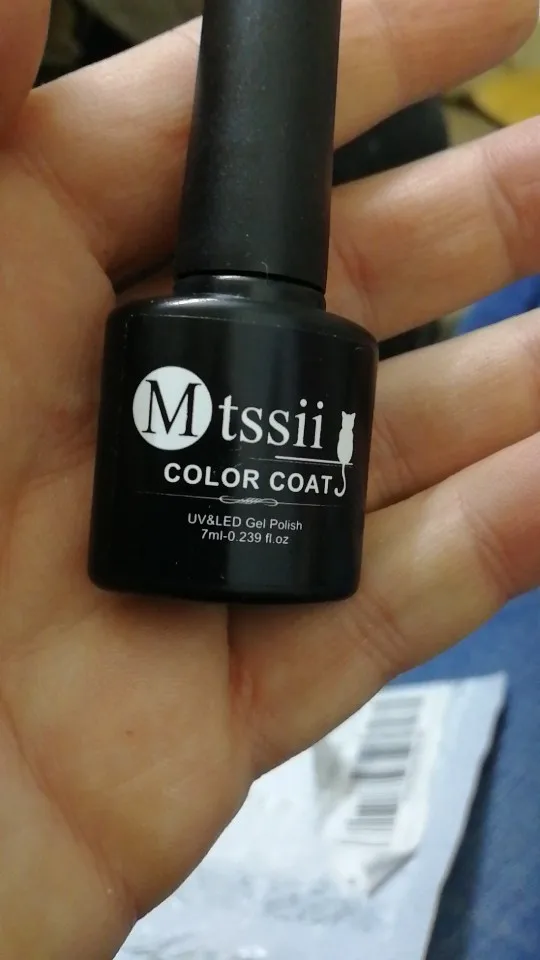 Mtssii
COLOR COAT
UV&LED Gel Polish
7ml-0.239 fl.oz